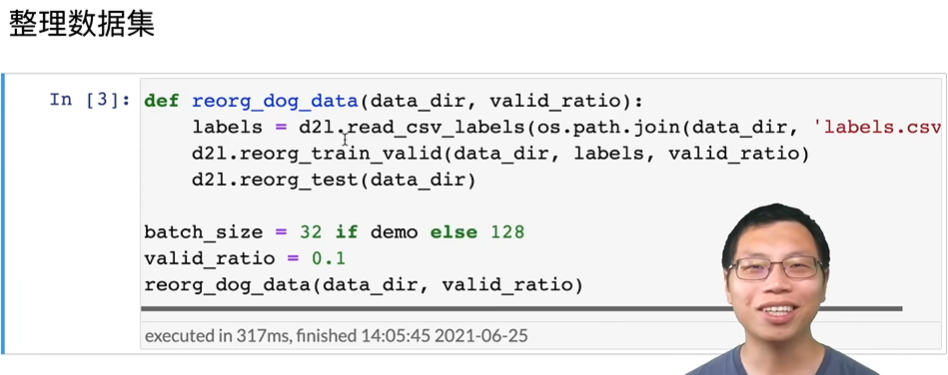 整理数据集
In [3]: def reorg_dog_data(data_dir, valid_ratio):
labels = d2l.read_csv_labels(os.path.join(data_dir, 'labels.csv
d2l.reorg_train_valid(data_dir, labels, valid_ratio)
d2l.reorg_test(data_dir)
batch_size = 32 if demo else 128
valid_ratio = 0.1
reorg_dog_data(data_dir, valid_ratio)
executed in 317ms, finished 14:05:45 2021-06-25